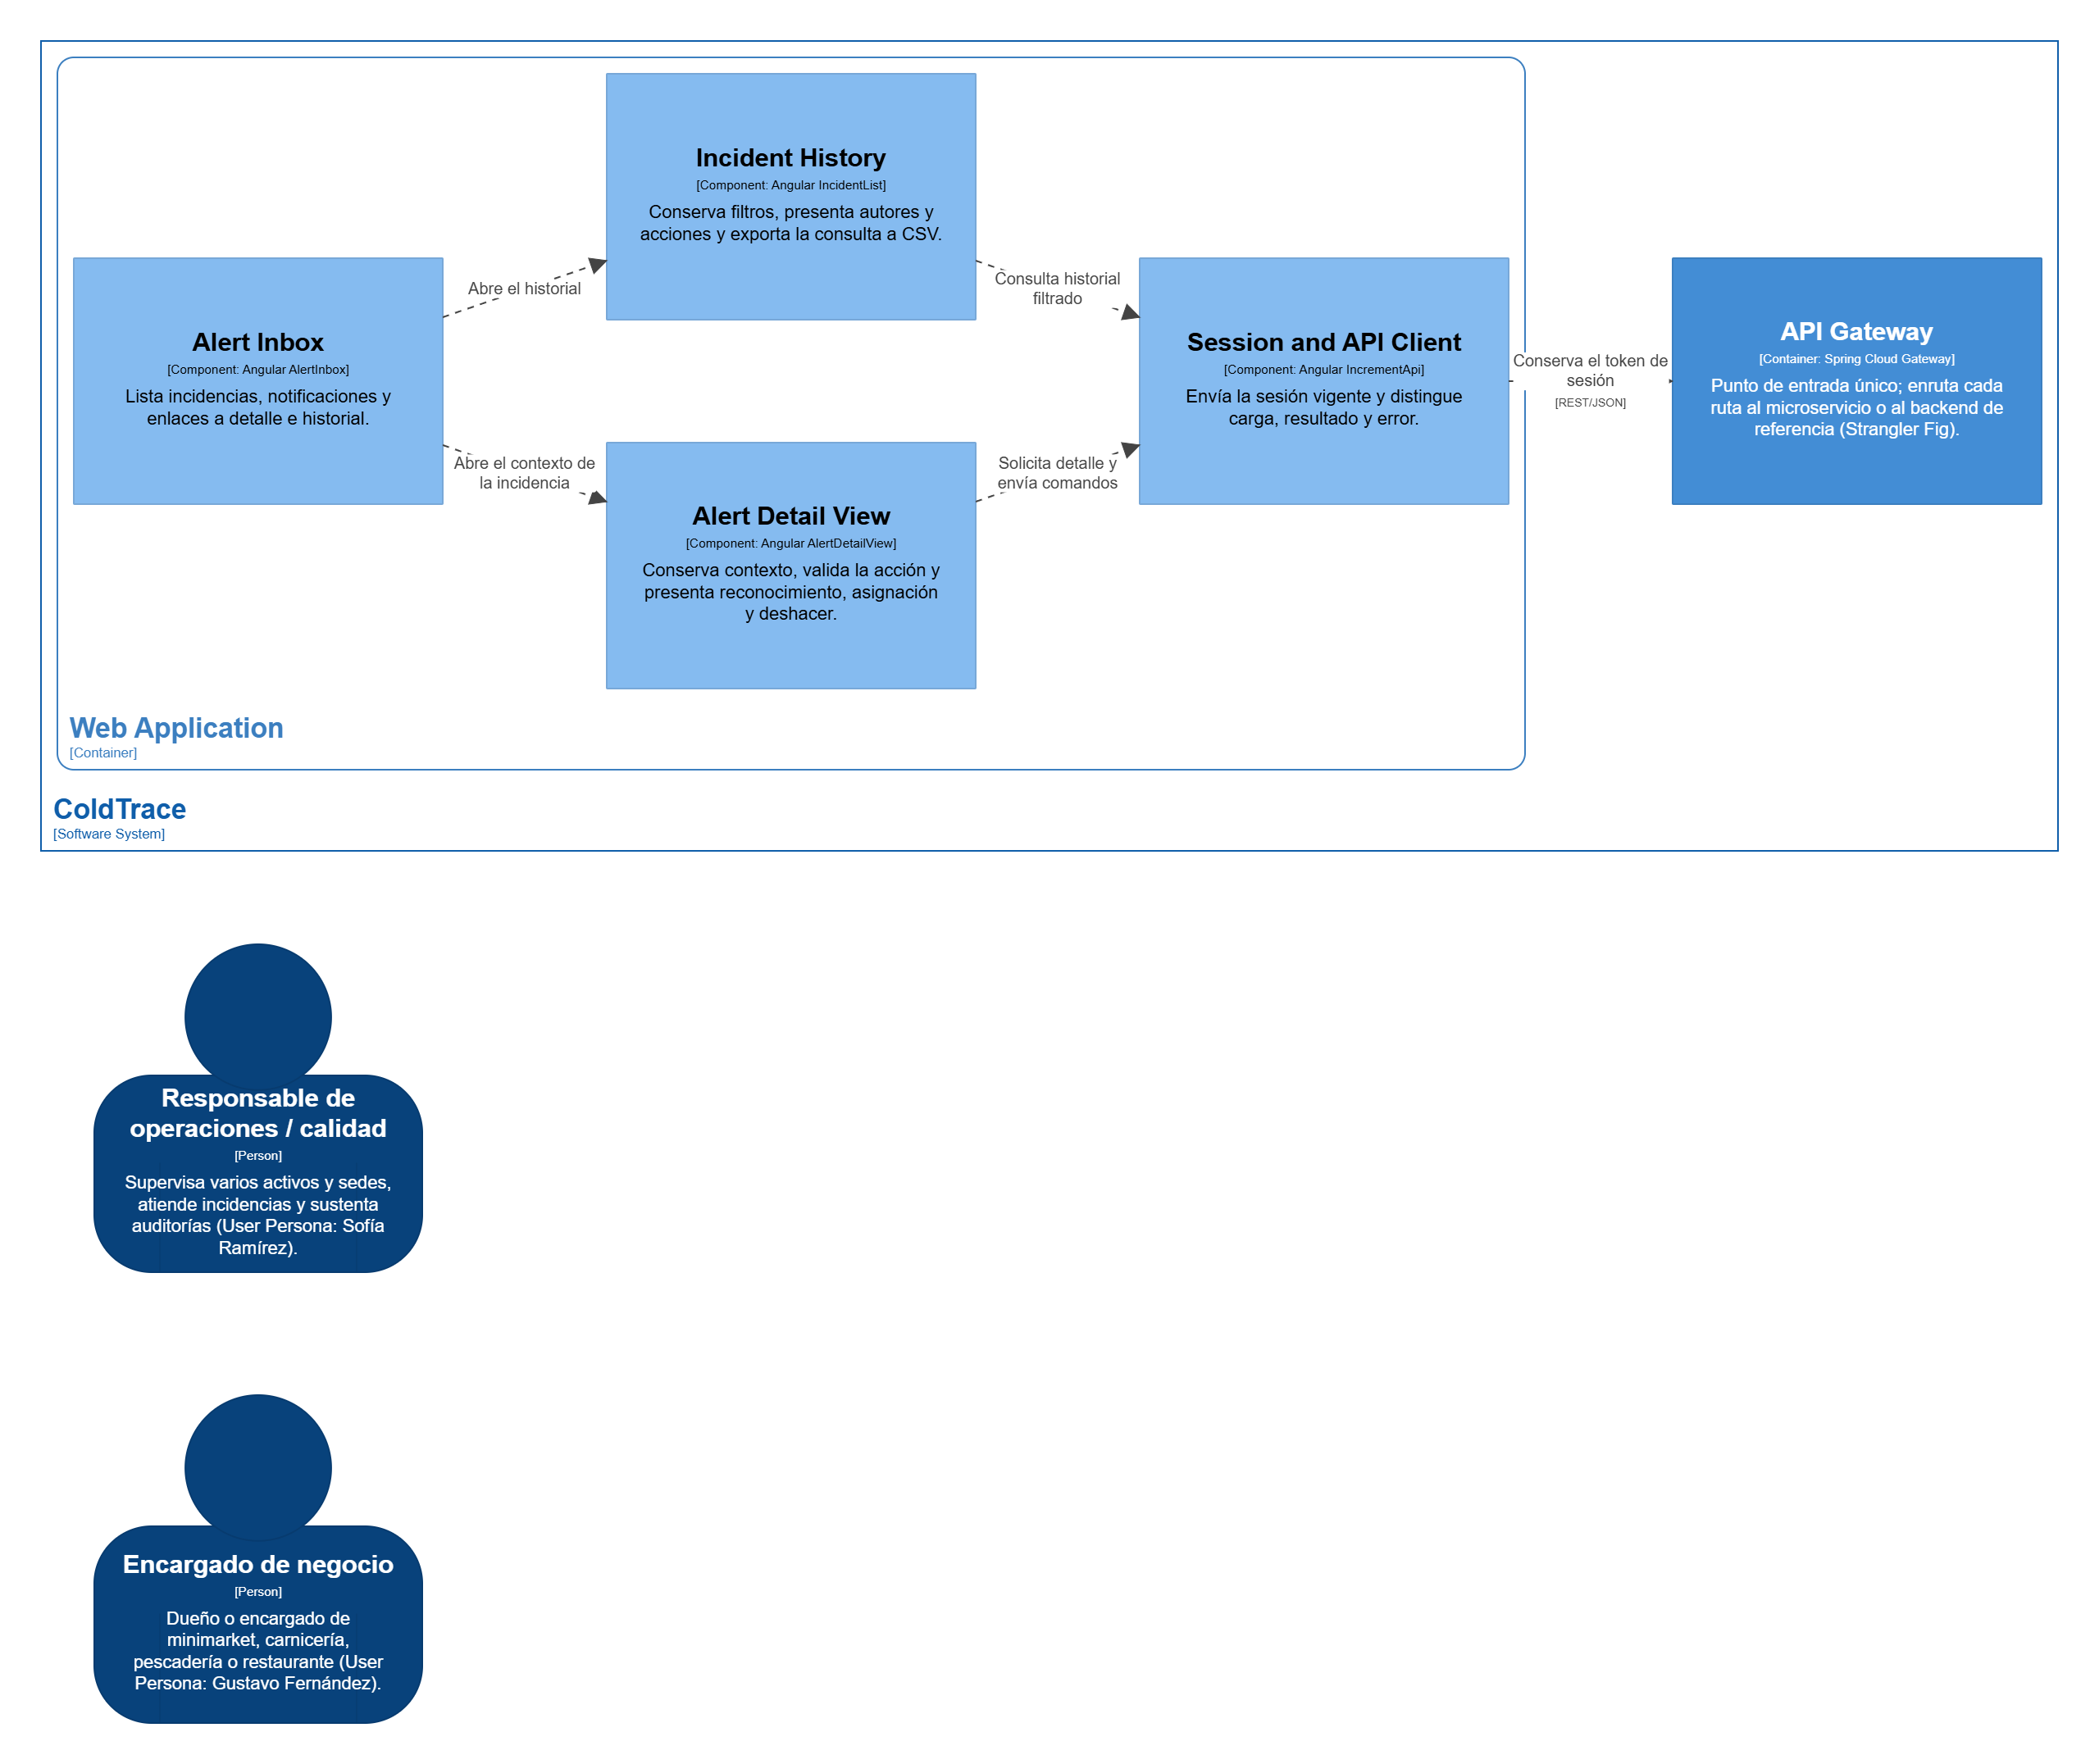 Incident History
[Component: Angular IncidentList]
Conserva filtros, presenta autores y
acciones y exporta la consulta a CSV.
Abre el historial
Consulta historial
filtrado
Alert Inbox
[Component: Angular AlertInbox]
Lista incidencias, notificaciones y
enlaces a detalle e historial.
Session and API Client
[Component: Angular IncrementApi]
Envía la sesión vigente y distingue
carga, resultado y error.
Conserva el token de
sesión
[REST/JSON]
API Gateway
[Container: Spring Cloud Gateway]
Punto de entrada único; enruta cada
ruta al microservicio o al backend de
referencia (Strangler Fig).
Abre el contexto de
la incidencia
Solicita detalle y
envía comandos
Alert Detail View
[Component: Angular AlertDetailView]
Conserva contexto, valida la acción y
presenta reconocimiento, asignación
y deshacer.
Web Application
[Container]
ColdTrace
[Software System]
Responsable de
operaciones / calidad
[Person]
Supervisa varios activos y sedes,
atiende incidencias y sustenta
auditorías (User Persona: Sofía
Ramírez).
Encargado de negocio
[Person]
Dueño o encargado de
minimarket, carnicería,
pescadería o restaurante (User
Persona: Gustavo Fernández).